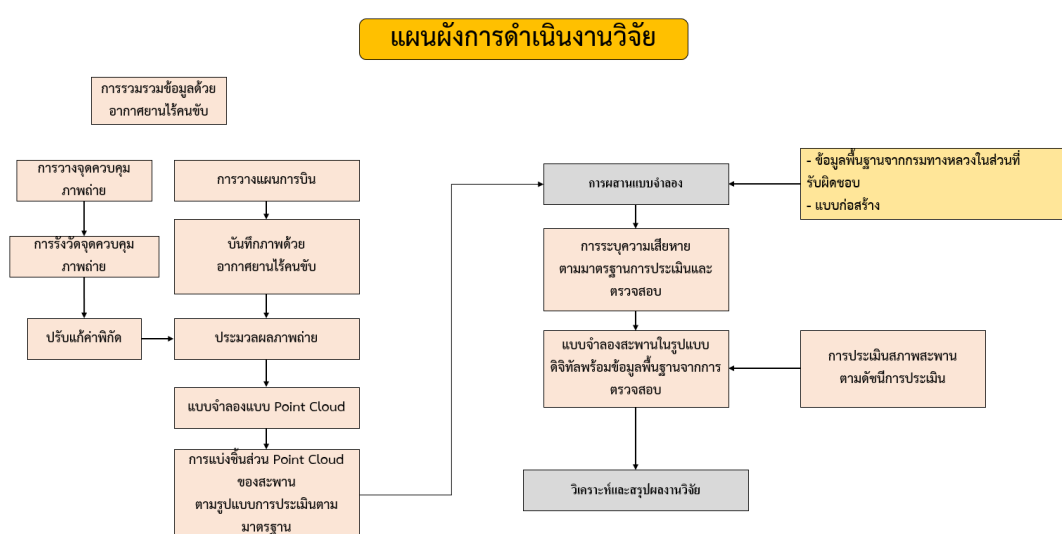 แผนผังการดำเนินงานวิจัย
การรวมรวมข้อมูลด้วย
อากาศยานไร้คนขับ
การวางจุดควบคุม
ภาพถ่าย
การรังวัดจุดควบคุม
ภาพถ่าย
ปรับแก้ค่าพิกัด
การวางแผนการบิน
บันทึกภาพด้วย
อากาศยานไร้คนขับ
ประมวลผลภาพถ่าย
แบบจำลองแบบ Point Cloud
การแบ่งชิ้นส่วน Point Cloud
ของสะพาน
ตามรูปแบบการประเมินตาม
มาตรฐาน
การผสานแบบจำลอง
- ข้อมูลพื้นฐานจากกรมทางหลวงในส่วนที่
รับผิดชอบ
- แบบก่อสร้าง
การระบุความเสียหาย
ตามมาตรฐานการประเมินและ
ตรวจสอบ
แบบจำลองสะพานในรูปแบบ
ดิจิทัลพร้อมข้อมูลพื้นฐานจากการ
ตรวจสอบ
การประเมินสภาพสะพาน
ตามดัชนีการประเมิน
วิเคราะห์และสรุปผลงานวิจัย